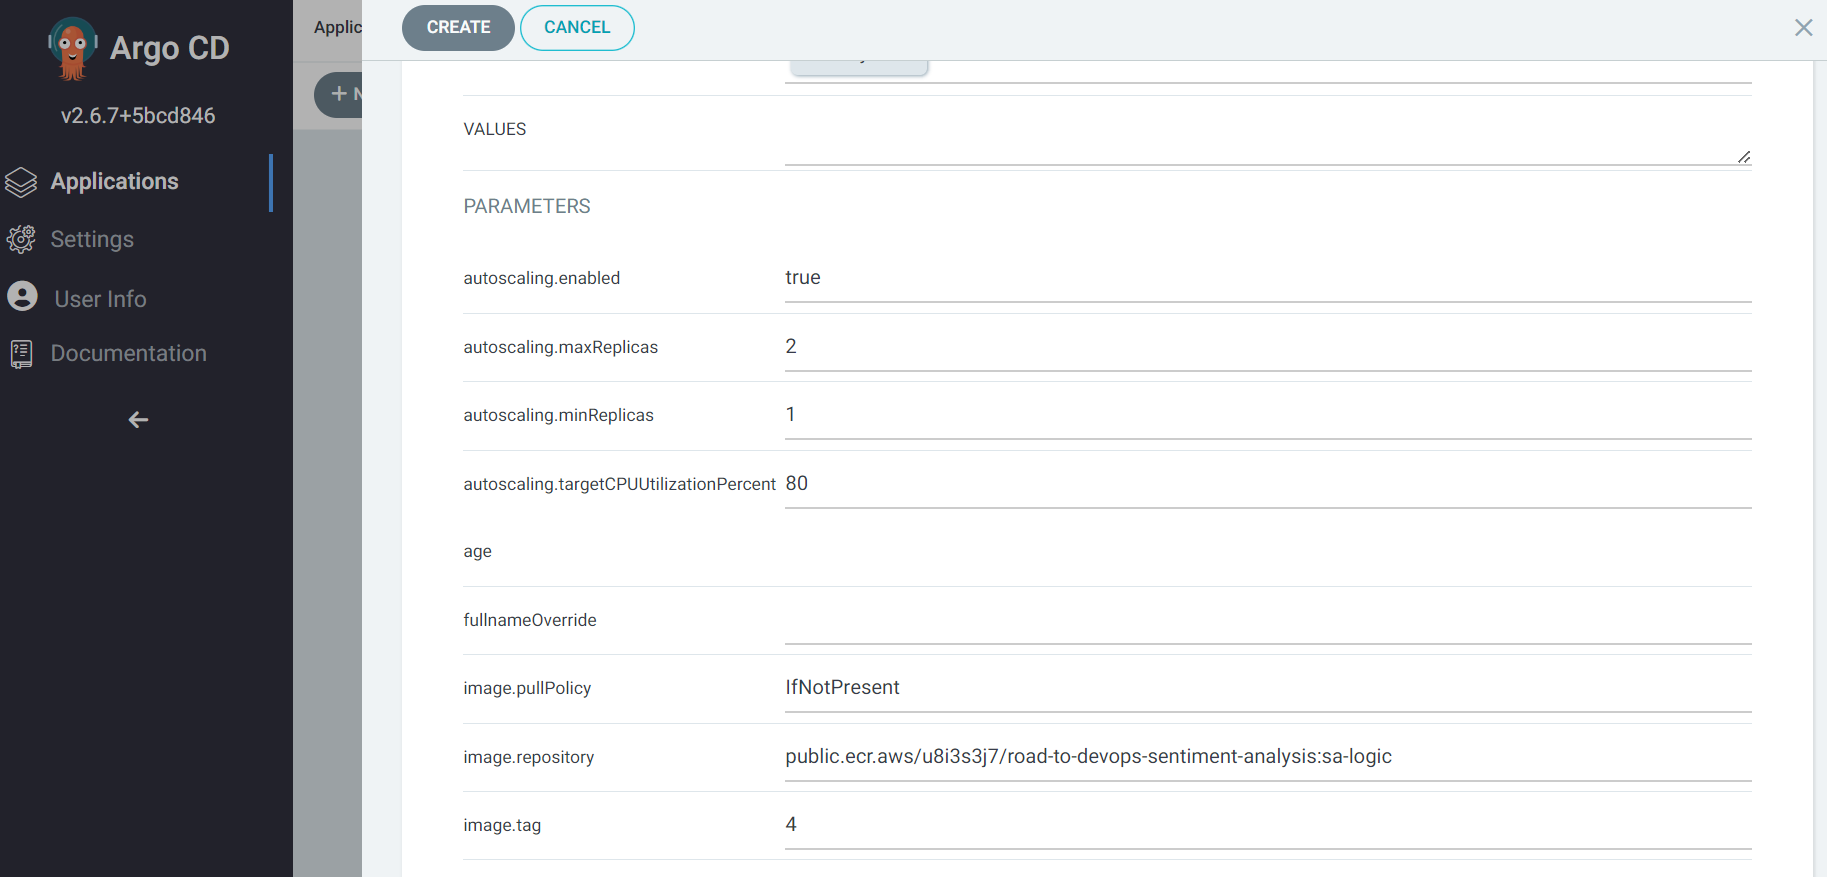 Argo CD
v2.6.7+5bcd846
Applications
Settings
User Info
Documentation
Applic
+ N
CREATE
CANCEL
VALUES
PARAMETERS
autoscaling.enabled
true
autoscaling.maxReplicas
2
autoscaling.minReplicas
1
autoscaling.targetCPUUtilizationPercent
80
age
fullnameOverride
image.pullPolicy
IfNotPresent
image.repository
public.ecr.aws/u8i3s3j7/road-to-devops-sentiment-analysis:sa-logic
image.tag
4